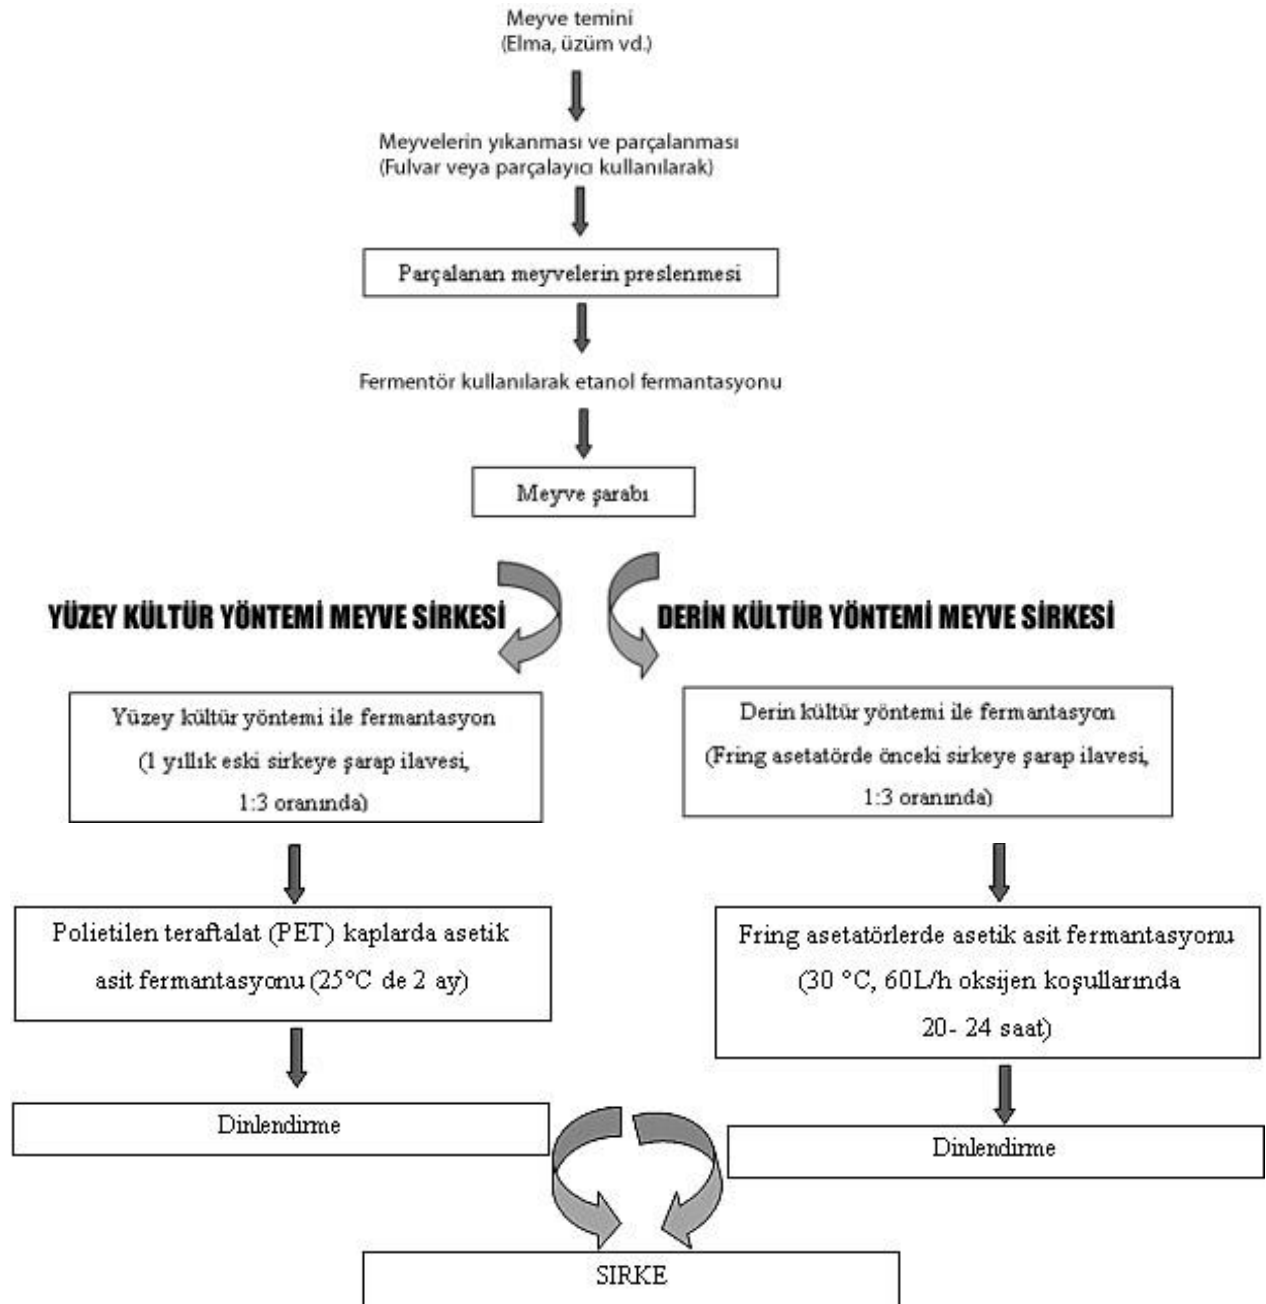 Meyve temini
(Elma, üzüm vd.)
Meyvelerin yıkanması ve parçalanması
(Fulvar veya parçalayıcı kullanılarak)
Parçalanan meyvelerin preslenmesi
Fermentör kullanılarak etanol fermantasyonu
Meyve şarabı
YÜZEY KÜLTÜR YÖNTEMİ MEYVE SİRKESİ
Yüzey kültür yöntemi ile fermantasyon
(1 yıllık eski sirkeye şarap ilavesi,
1:3 oranında)
Polietilen teraftalat (PET) kaplarda asetik
asit fermantasyonu (25°C de 2 ay)
Dinlendirme
DERİN KÜLTÜR YÖNTEMİ MEYVE SİRKESİ
Derin kültür yöntemi ile fermantasyon
(Fring asetatörde önceki sirkeye şarap ilavesi,
1:3 oranında)
Fring asetatörlerde asetik asit fermantasyonu
(30 °C, 60L/h oksijen koşullarında
20- 24 saat)
Dinlendirme
SIRKE